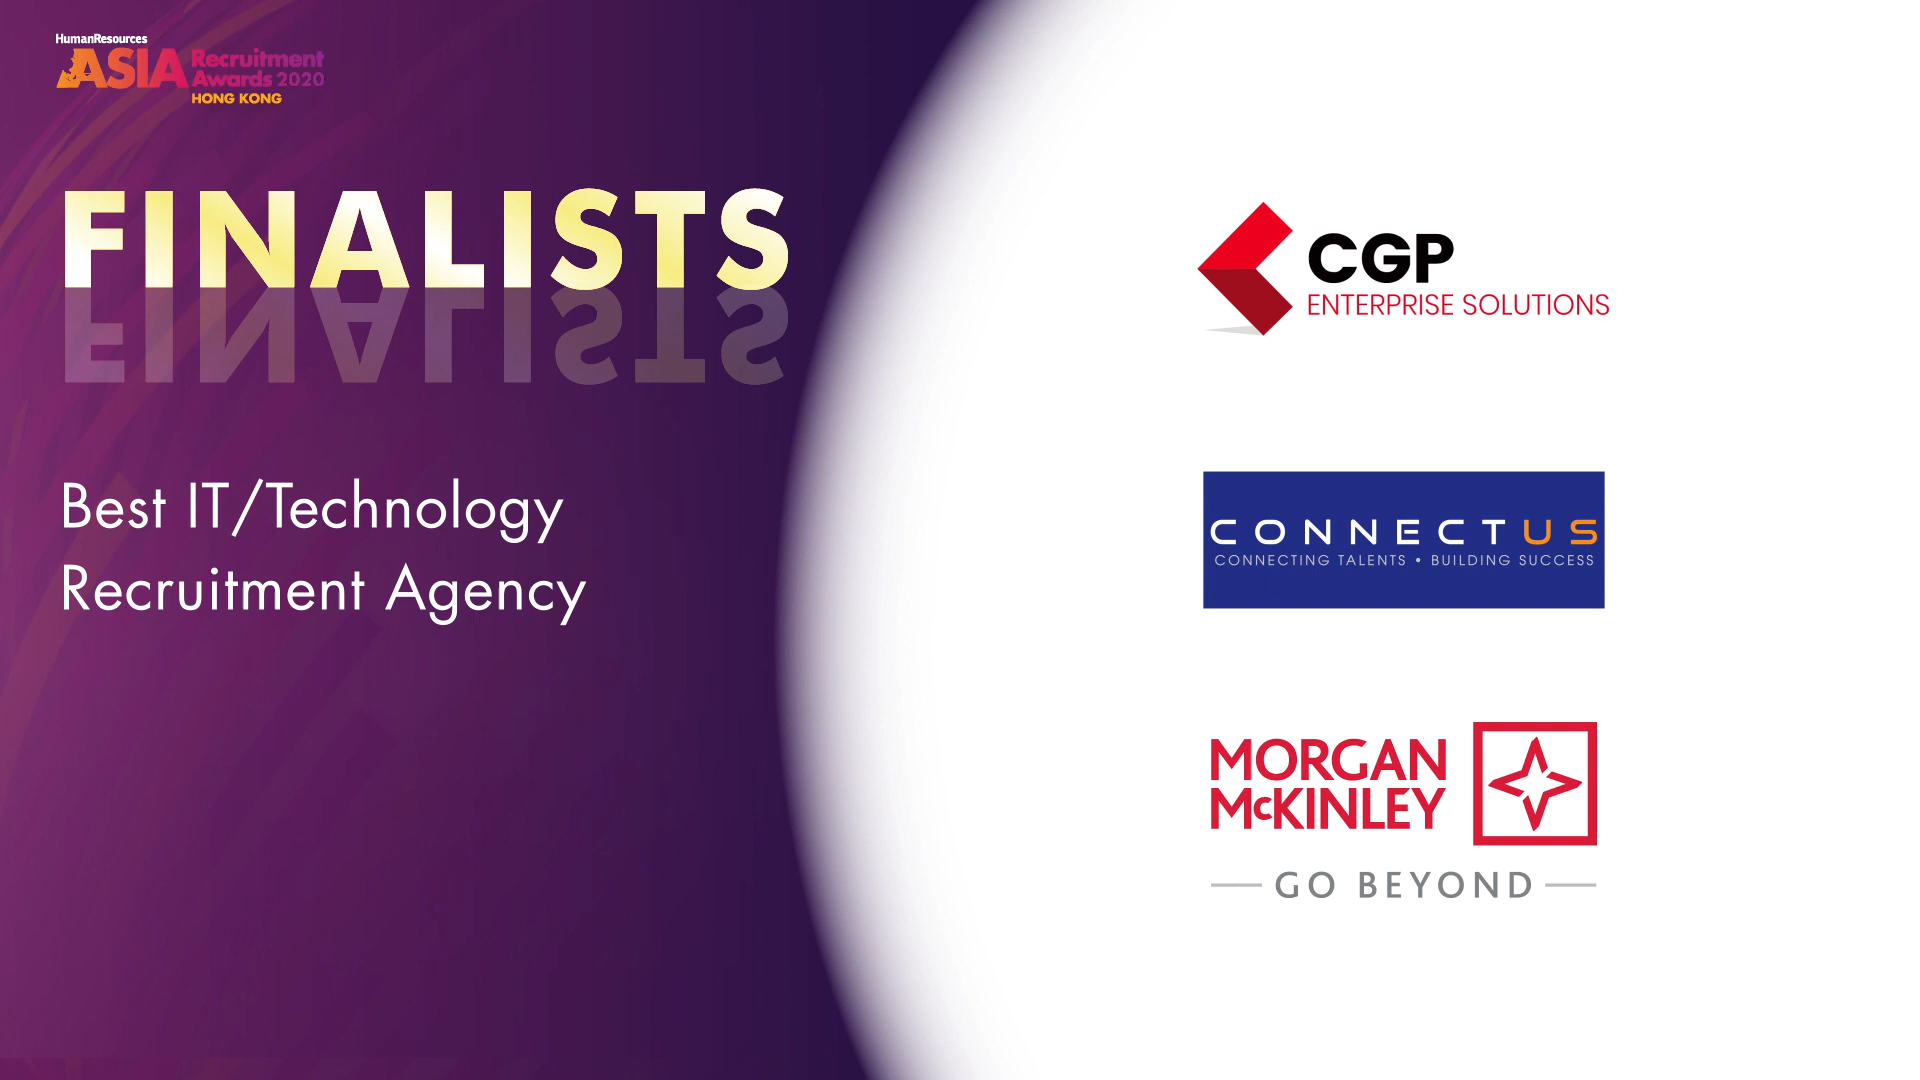 HumanResources
ASIA Recruitment
Awards 2020
HONG KONG
FINALISTS
Best IT/Technology
Recruitment Agency
CGP
ENTERPRISE SOLUTIONS
CONNECTUS
CONNECTING TALENTS • BUILDING SUCCESS
MORGAN
McKINLEY
GO BEYOND